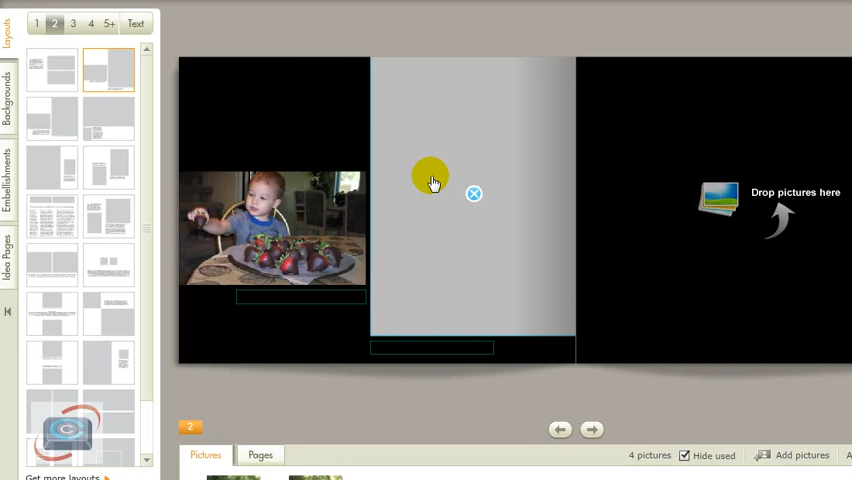 Layouts
Backgrounds
Embellishments
Idea Pages
1 2 3 4 5+ Text
Drop pictures here
2
Pictures Pages
4 pictures Hide used Add pictures A
Get more layouts